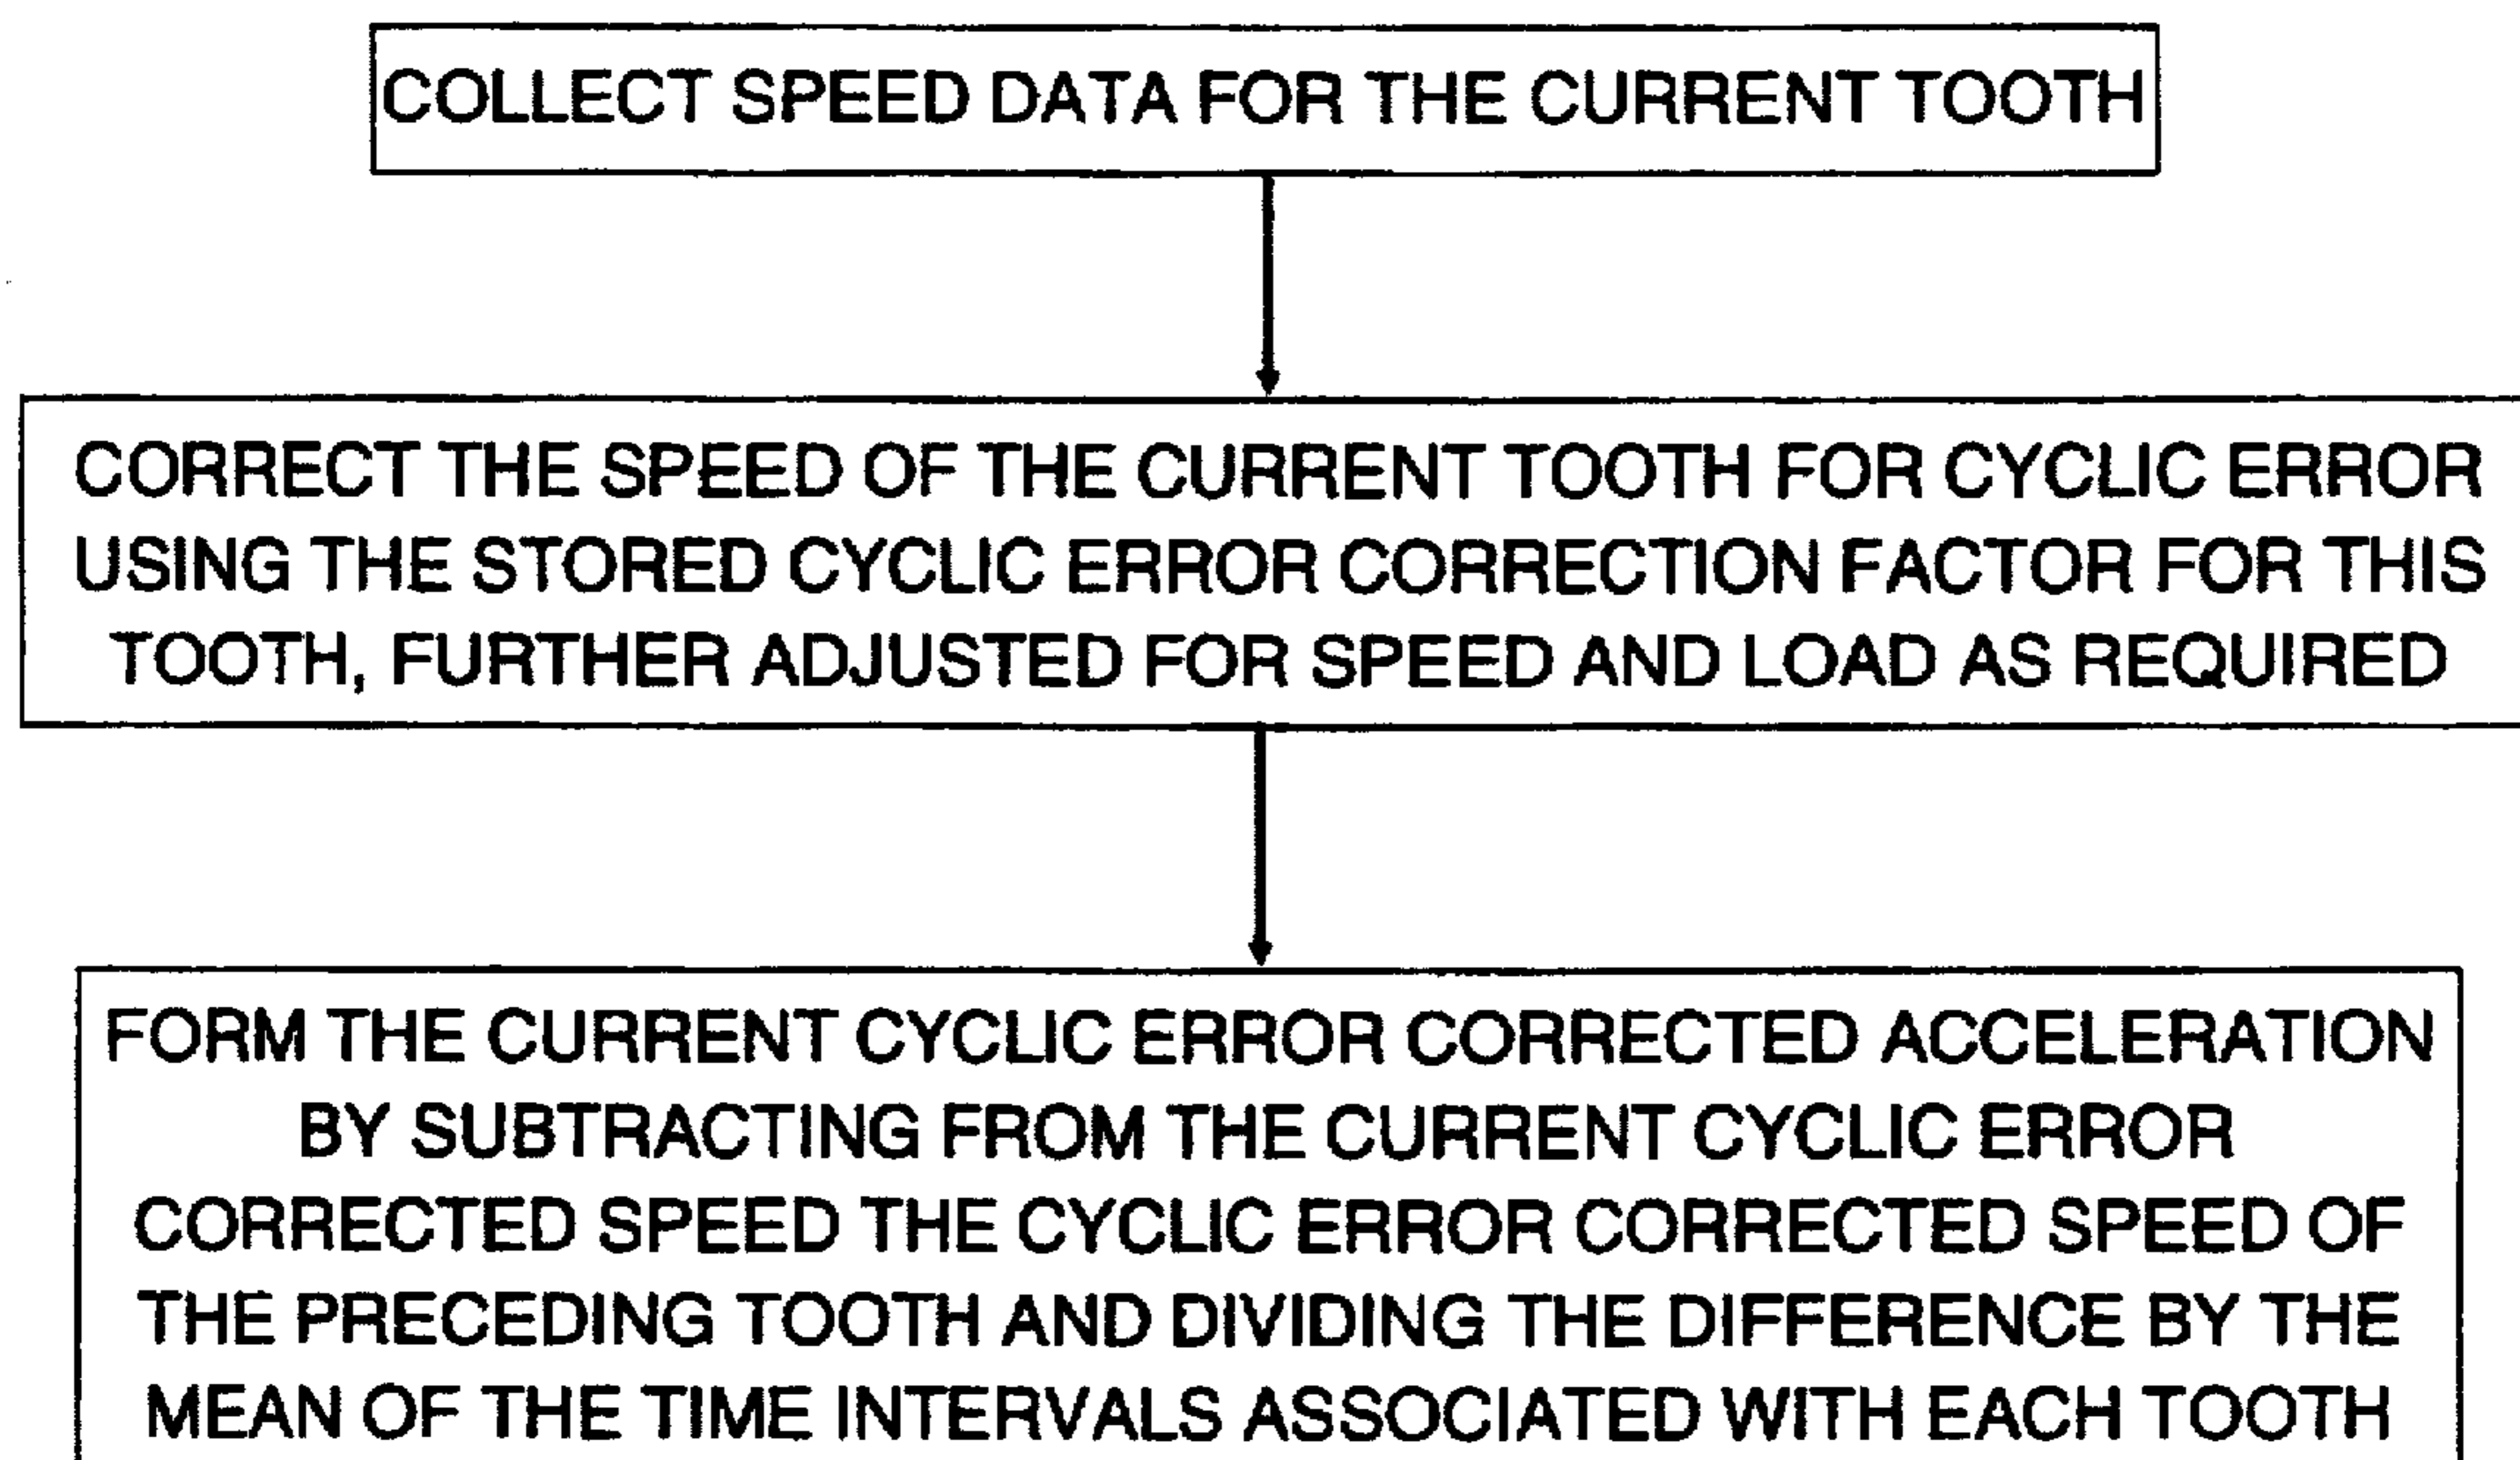 COLLECT SPEED DATA FOR THE CURRENT TOOTH
CORRECT THE SPEED OF THE CURRENT TOOTH FOR CYCLIC ERROR
USING THE STORED CYCLIC ERROR CORRECTION FACTOR FOR THIS
TOOTH, FURTHER ADJUSTED FOR SPEED AND LOAD AS REQUIRED
FORM THE CURRENT CYCLIC ERROR CORRECTED ACCELERATION
BY SUBTRACTING FROM THE CURRENT CYCLIC ERROR
CORRECTED SPEED THE CYCLIC ERROR CORRECTED SPEED OF
THE PRECEDING TOOTH AND DIVIDING THE DIFFERENCE BY THE
MEAN OF THE TIME INTERVALS ASSOCIATED WITH EACH TOOTH